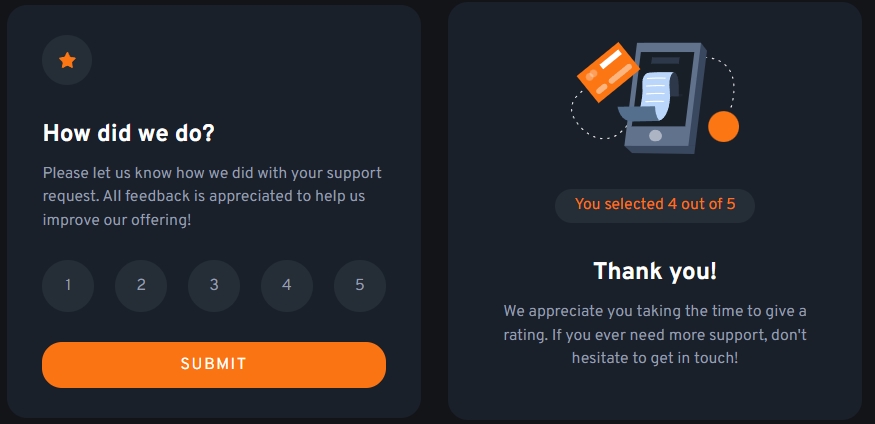 How did we do?
Please let us know how we did with your support
request. All feedback is appreciated to help us
improve our offering!
1 2 3 4 5
SUBMIT
You selected 4 out of 5
Thank you!
We appreciate you taking the time to give a
rating. If you ever need more support, don't
hesitate to get in touch!